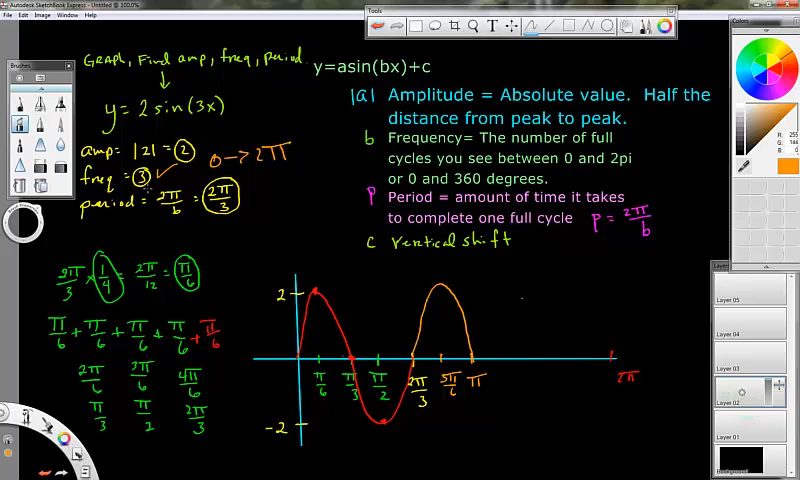 Autodesk SketchBook Express - Untitled @ 100.0%
File Edit Image Window Help
Tools
Colors
Brushes
Graph, Find amp, freq, period.
y = 2 sin(3x)
amp = |2| = 2
0 → 2π
freq = 3
period = 2π/b = 2π/3
y=asin(bx)+c
|a| Amplitude = Absolute value. Half the
distance from peak to peak.
b Frequency= The number of full
cycles you see between 0 and 2pi
or 0 and 360 degrees.
P Period = amount of time it takes
to complete one full cycle P = 2π/b
c Vertical shift
R:
255
G:
144
B:
0
2π/3 × 1/4 = 2π/12 = π/6
π/6 + π/6 + π/6 + π/6 + π/6
2π/6 2π/6 4π/6
π/3 π/2 2π/3
2
-2
π/6 π/3 π/2 2π/3 5π/6 π 2π
Layers
Layer 05
Layer 04
Layer 03
Layer 02
Layer 01